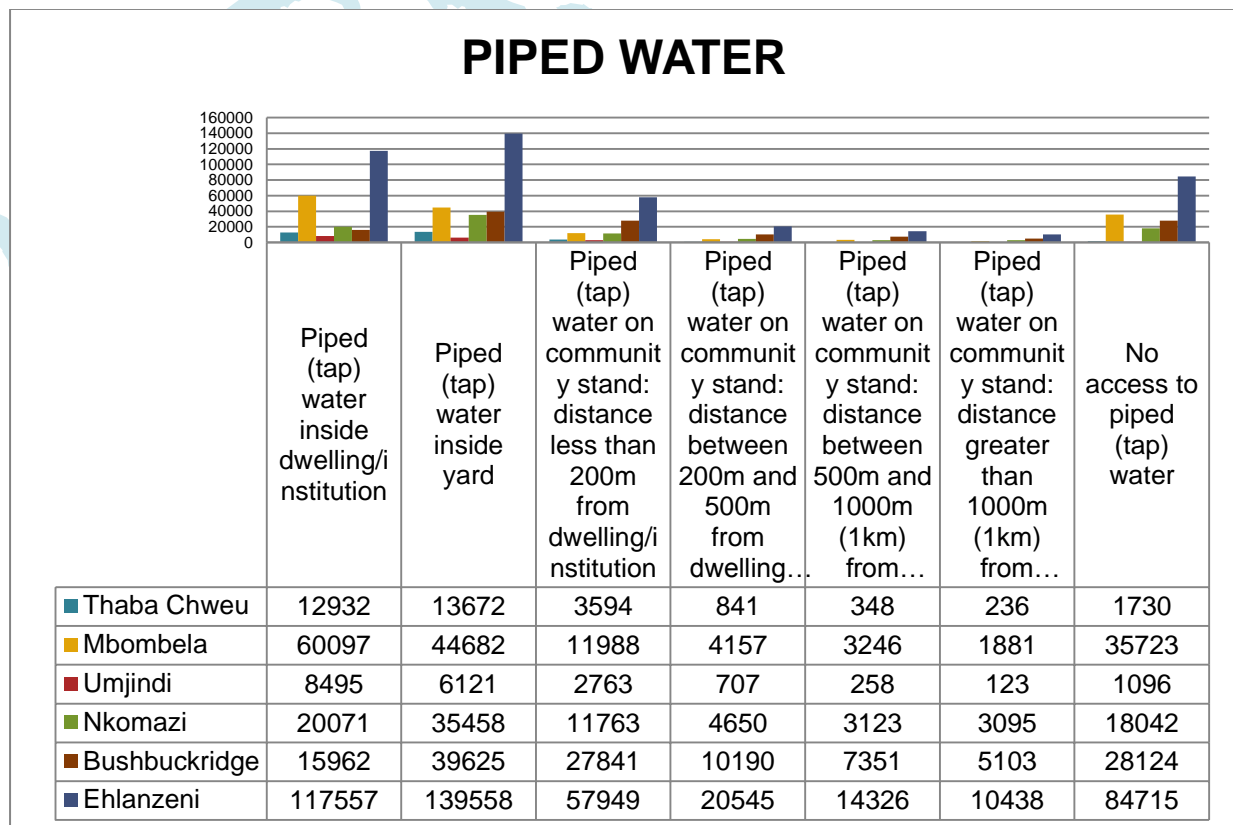 PIPED WATER
160000
140000
120000
100000
80000
60000
40000
20000
0
Piped
(tap)
water
inside
dwelling/i
nstitution
Piped
(tap)
water
inside
yard
Piped
(tap)
water on
communit
y stand:
distance
less than
200m
from
dwelling/i
nstitution
Piped
(tap)
water on
communit
y stand:
distance
between
200m and
500m
from
dwelling…
Piped
(tap)
water on
communit
y stand:
distance
between
500m and
1000m
(1km)
from…
Piped
(tap)
water on
communit
y stand:
distance
greater
than
1000m
(1km)
from…
No
access to
piped
(tap)
water
Thaba Chweu 12932 13672 3594 841 348 236 1730
Mbombela 60097 44682 11988 4157 3246 1881 35723
Umjindi 8495 6121 2763 707 258 123 1096
Nkomazi 20071 35458 11763 4650 3123 3095 18042
Bushbuckridge 15962 39625 27841 10190 7351 5103 28124
Ehlanzeni 117557 139558 57949 20545 14326 10438 84715